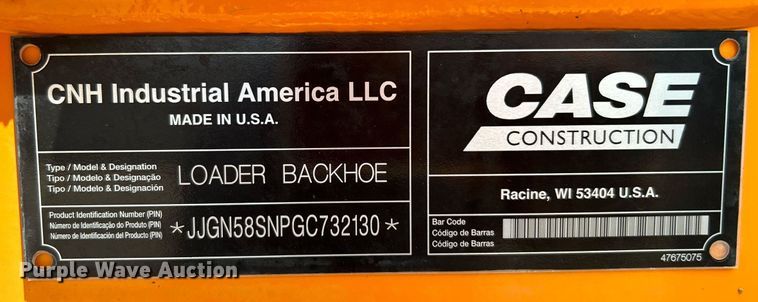 CNH Industrial America LLC
MADE IN U.S.A.
Type / Model & Designation
Tipo / Modelo & Designação
Tipo / Modelo & Designación
LOADER BACKHOE
Product Identification Number (PIN)
Número de Identificação do Produto (PIN)
Número de Identificación del Producto (PIN)
*JJGN58SNPGC732130*
CASE
CONSTRUCTION
Racine, WI 53404 U.S.A.
Bar Code
Código de Barras
Código de Barras
47675075
Purple Wave Auction